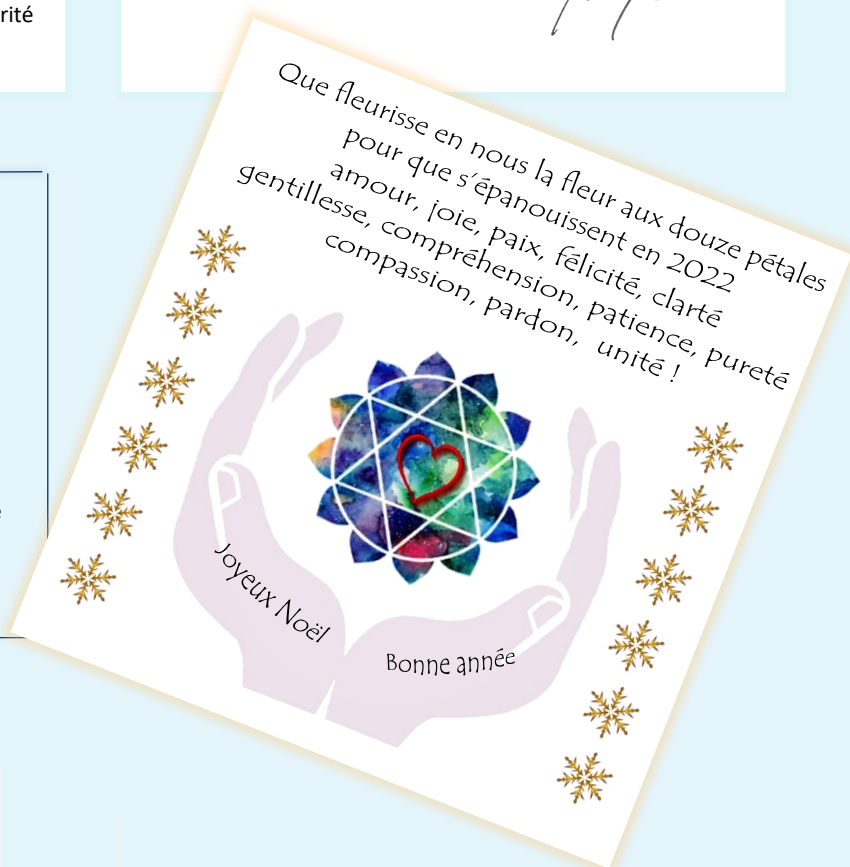 rité
Que fleurisse en nous la fleur aux douze pétales
pour que s'épanouissent en 2022
amour, joie, paix, félicité, clarté
gentillesse, compréhension, patience, pureté
compassion, pardon, unité !
Joyeux Noël
Bonne année